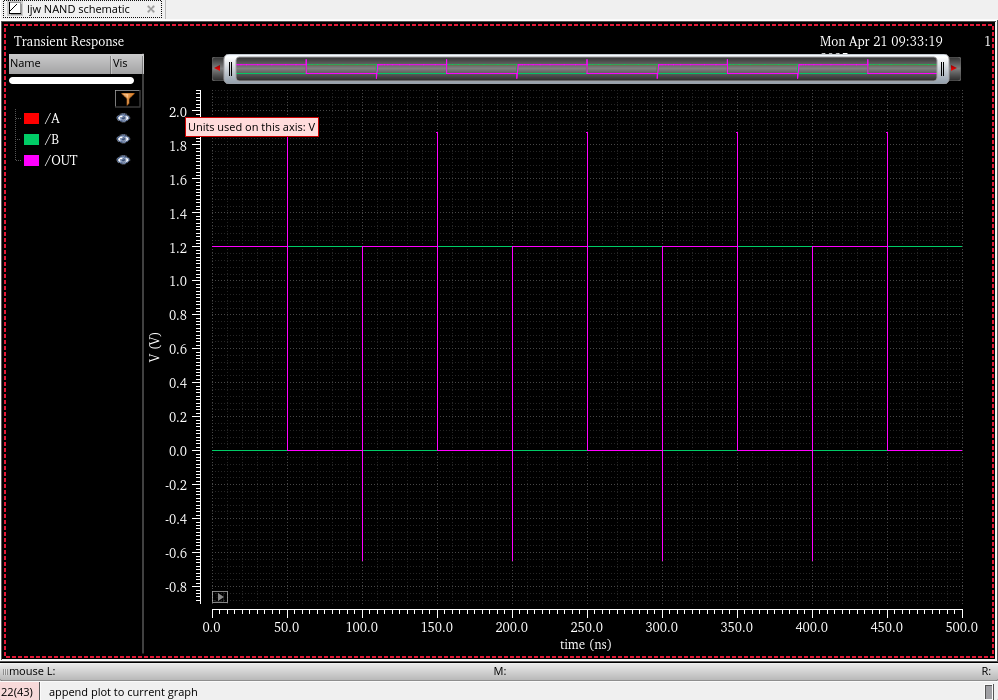 ljw NAND schematic
Transient Response
Mon Apr 21 09:33:19
1
Name Vis
/A
/B
/OUT
Units used on this axis: V
2.0
1.8
1.6
1.4
1.2
1.0
0.8
0.6
0.4
0.2
0.0
-0.2
-0.4
-0.6
-0.8
V (V)
0.0 50.0 100.0 150.0 200.0 250.0 300.0 350.0 400.0 450.0 500.0
time (ns)
mouse L: M: R:
22(43) append plot to current graph